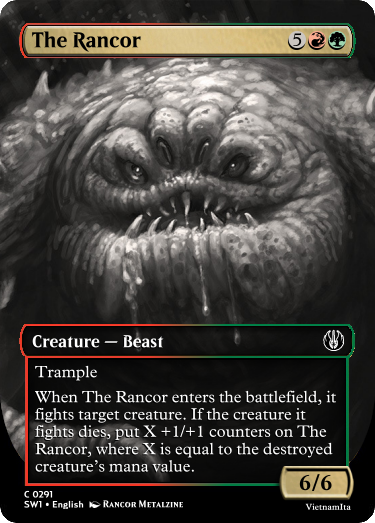 The Rancor 5
Creature — Beast
Trample
When The Rancor enters the battlefield, it
fights target creature. If the creature it
fights dies, put X +1/+1 counters on The
Rancor, where X is equal to the destroyed
creature's mana value.
6/6
C 0291
SW1 • English RANCOR METALZINE
VietnamIta